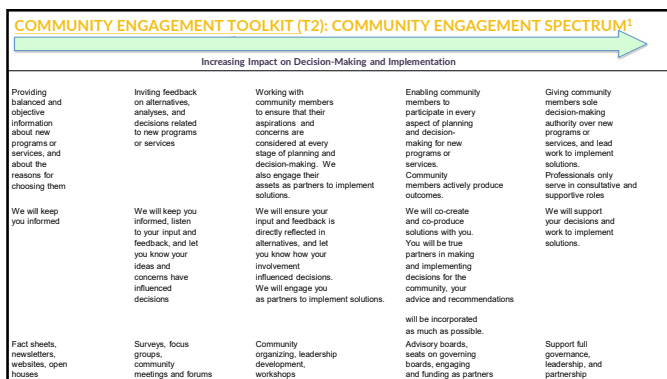 COMMUNITY ENGAGEMENT TOOLKIT (T2): COMMUNITY ENGAGEMENT SPECTRUM1
Increasing Impact on Decision-Making and Implementation
Providing
balanced and
objective
information
about new
programs or
services, and
about the
reasons for
choosing them
Inviting feedback
on alternatives,
analyses, and
decisions related
to new programs
or services
Working with
community members
to ensure that their
aspirations and
concerns are
considered at every
stage of planning and
decision-making. We
also engage their
assets as partners to implement
solutions.
Enabling community
members to
participate in every
aspect of planning
and decision-
making for new
programs or
services.
Community
members actively produce
outcomes.
Giving community
members sole
decision-making
authority over new
programs or
services, and lead
work to implement
solutions.
Professionals only
serve in consultative and
supportive roles
We will keep
you informed
We will keep you
informed, listen
to your input and
feedback, and let
you know your
ideas and
concerns have
influenced
decisions
We will ensure your
input and feedback is
directly reflected in
alternatives, and let
you know how your
involvement
influenced decisions.
We will engage you
as partners to implement solutions.
We will co-create
and co-produce
solutions with you.
You will be true
partners in making
and implementing
decisions for the
community, your
advice and recommendations
will be incorporated
as much as possible.
We will support
your decisions and
work to implement
solutions.
Fact sheets,
newsletters,
websites, open
houses
Surveys, focus
groups,
community
meetings and forums
Community
organizing, leadership
development,
workshops
Advisory boards,
seats on governing
boards, engaging
and funding as partners
Support full
governance,
leadership, and
partnership